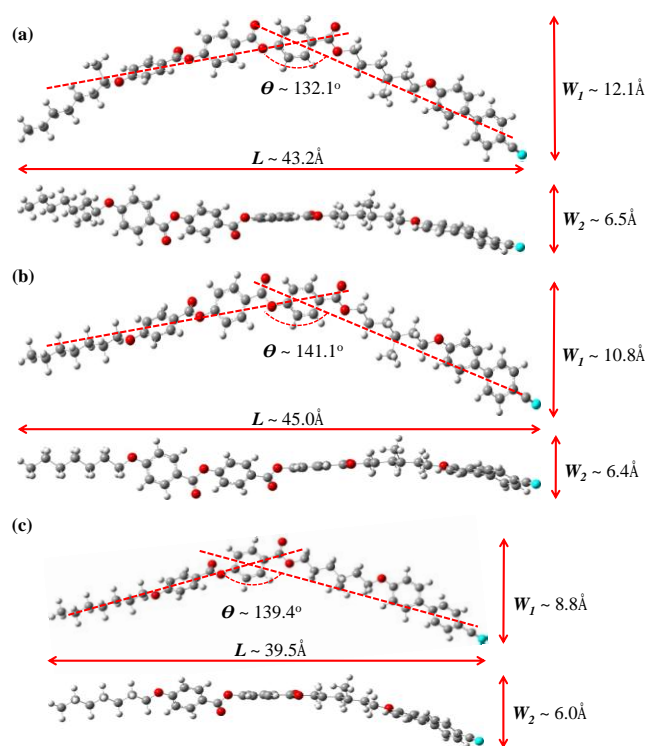 (a)
Θ ~ 132.1°
W₁ ~ 12.1Å
L ~ 43.2Å
W₂ ~ 6.5Å
(b)
Θ ~ 141.1°
W₁ ~ 10.8Å
L ~ 45.0Å
W₂ ~ 6.4Å
(c)
Θ ~ 139.4°
W₁ ~ 8.8Å
L ~ 39.5Å
W₂ ~ 6.0Å